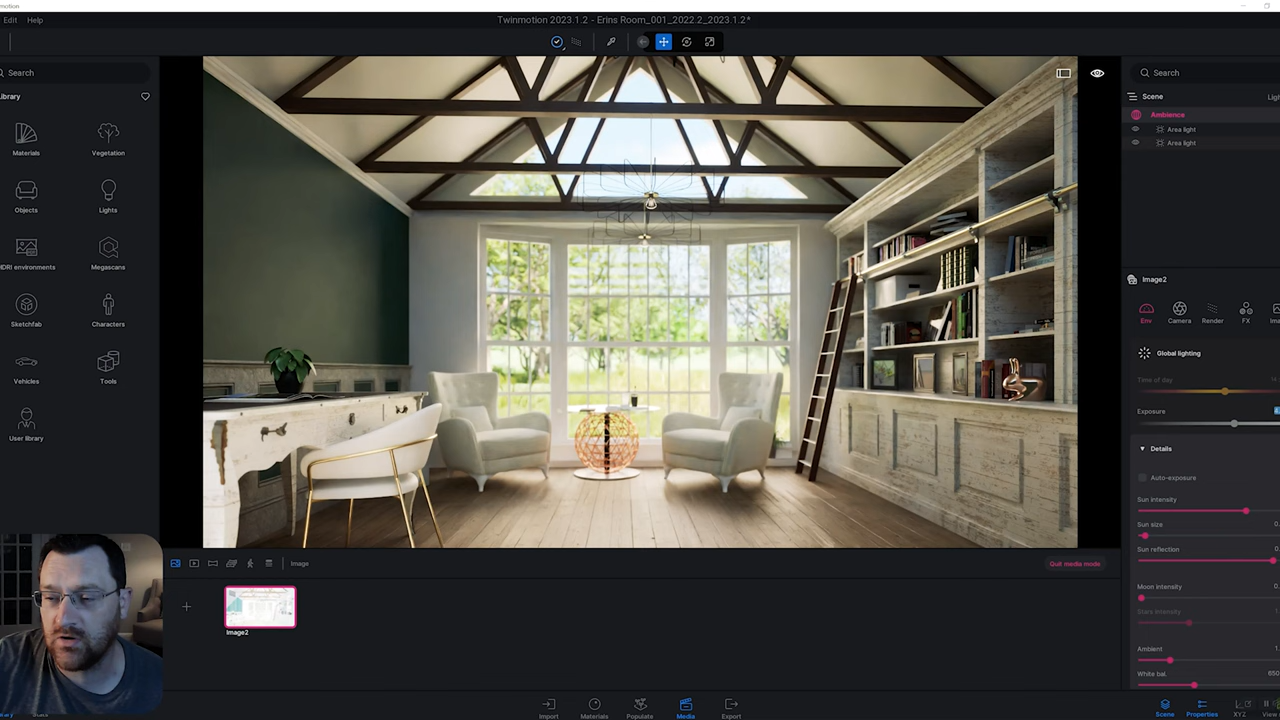 Edit Help
Twinmotion 2023.1.2 - Erins Room_001_2022.2_2023.1.2*
Search
Search
Scene
Ambience
Area light
Area light
Materials
Vegetation
Objects
Lights
Megascans
Sketchfab
Characters
Vehicles
Tools
User library
Image2
Env
Camera
Render
FX
Global lighting
Time of day
Exposure
Details
Auto-exposure
Sun intensity
Sun size
Sun reflection
Moon intensity
Stars intensity
Ambient
White bal.
Image
Quit media mode
Image2
Import
Materials
Populate
Media
Export
Scene
Properties
XYZ